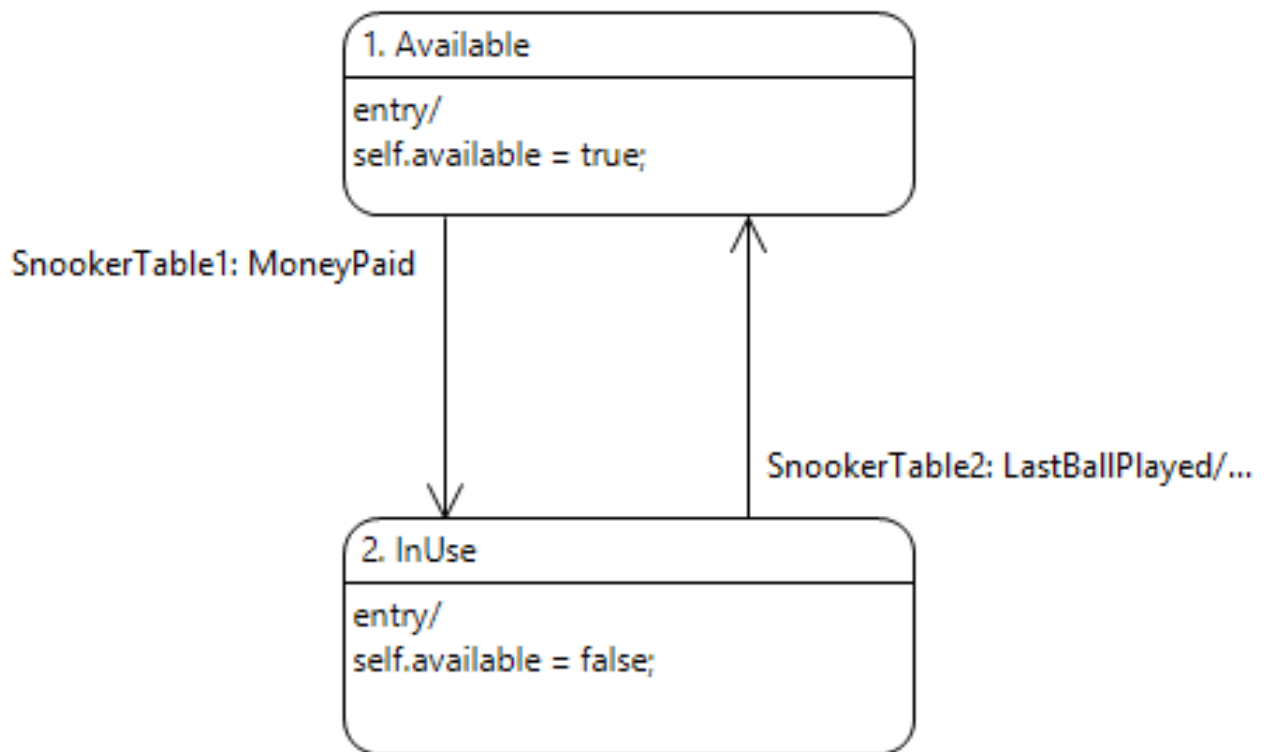 1. Available
entry/
self.available = true;
SnookerTable1: MoneyPaid
SnookerTable2: LastBallPlayed/...
2. InUse
entry/
self.available = false;